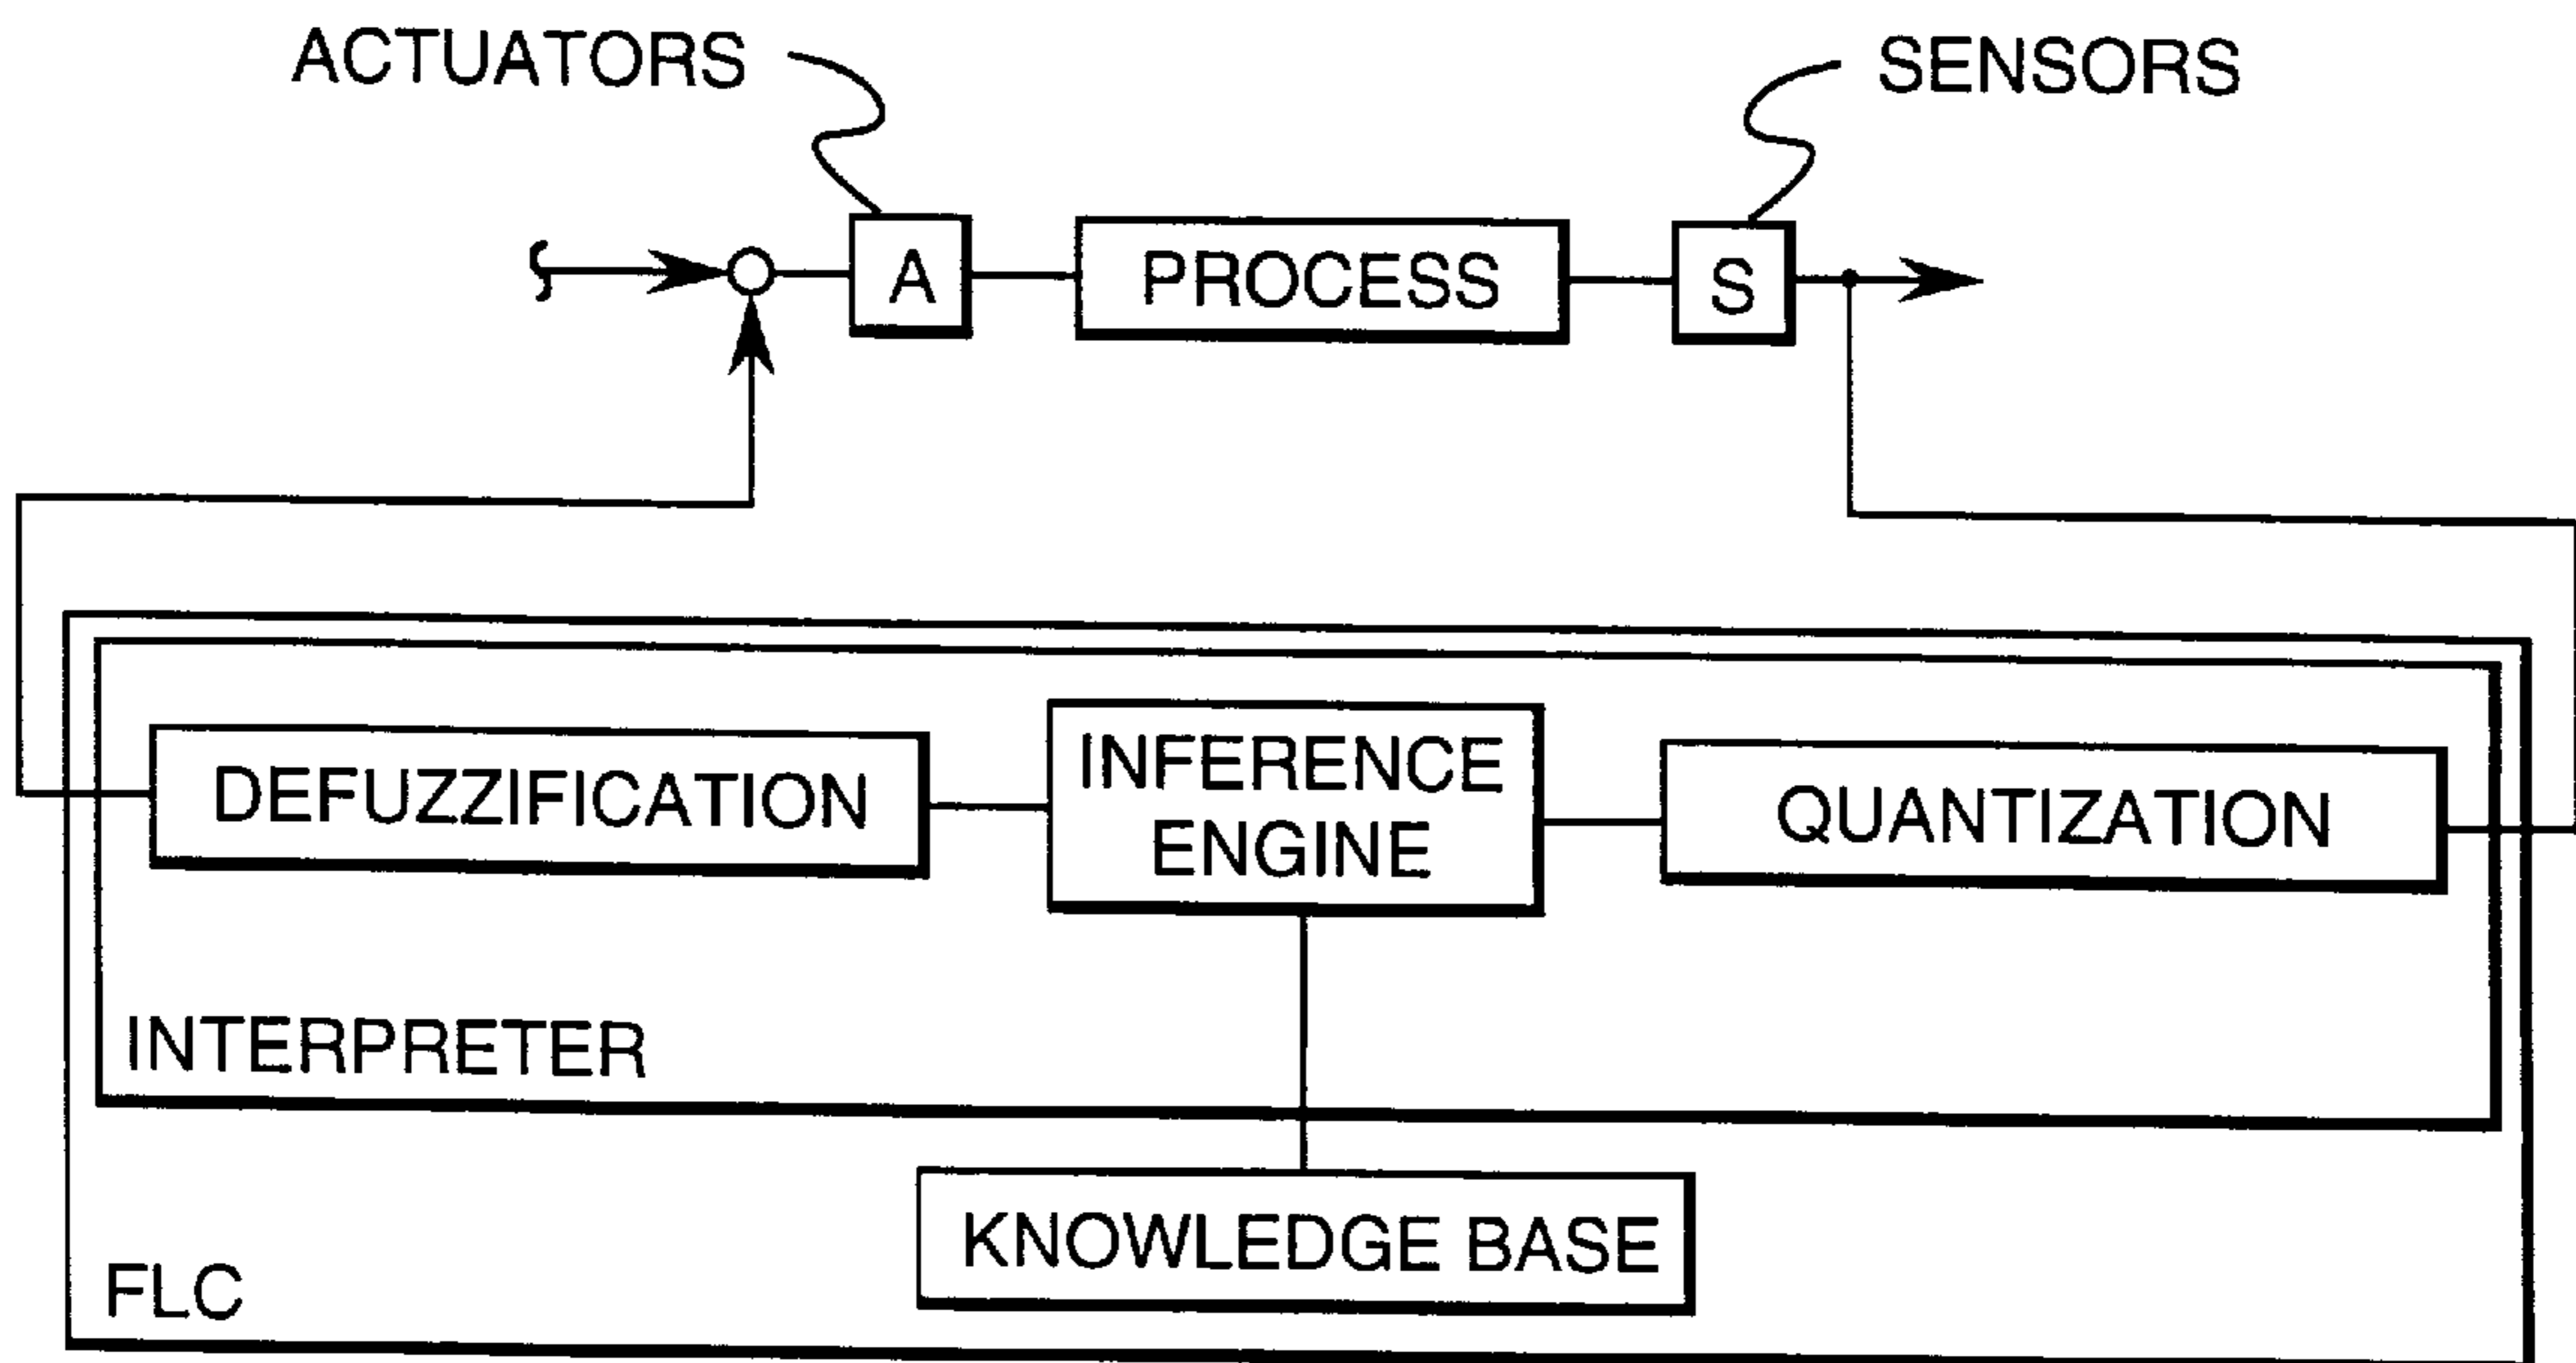 ACTUATORS
SENSORS
A
PROCESS
S
DEFUZZIFICATION
INFERENCE
ENGINE
QUANTIZATION
INTERPRETER
KNOWLEDGE BASE
FLC